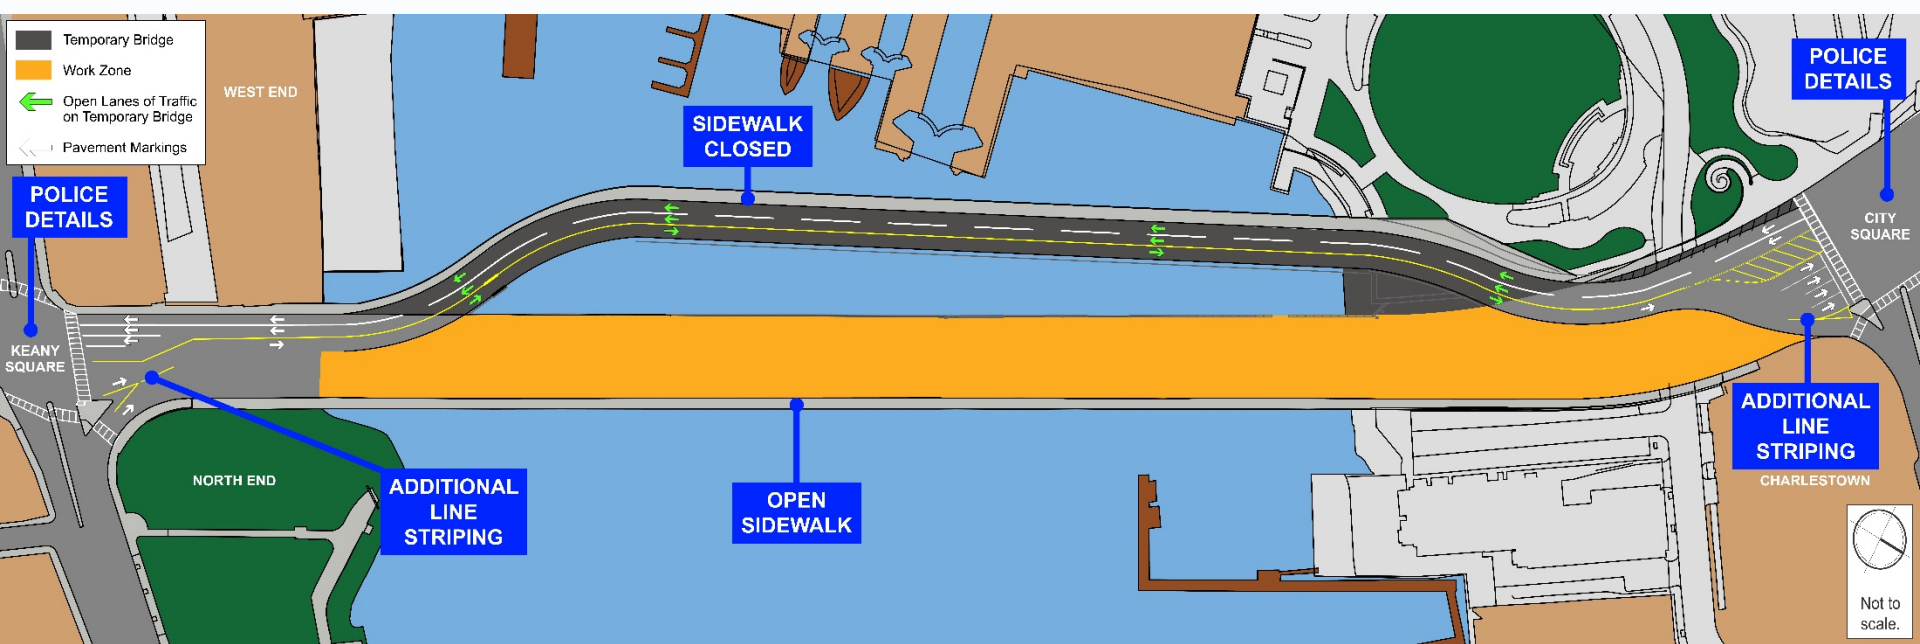 Temporary Bridge
Work Zone
Open Lanes of Traffic
on Temporary Bridge
Pavement Markings
WEST END
POLICE
DETAILS
SIDEWALK
CLOSED
POLICE
DETAILS
CITY
SQUARE
KEANY
SQUARE
NORTH END
ADDITIONAL
LINE
STRIPING
OPEN
SIDEWALK
ADDITIONAL
LINE
STRIPING
CHARLESTOWN
Not to
scale.